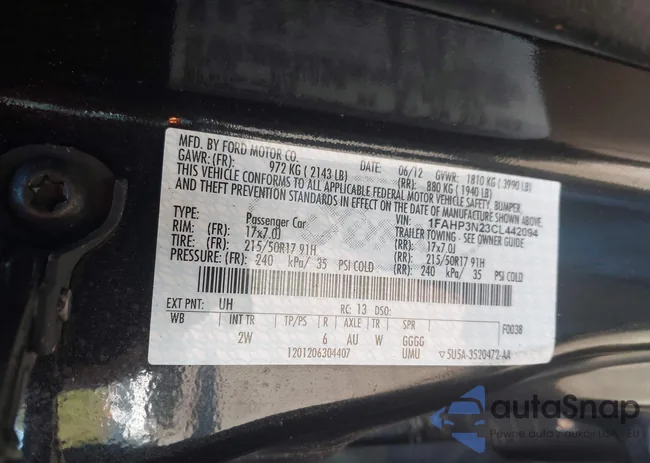 MFD. BY FORD MOTOR CO. DATE: 06/12 GVWR: 1810 KG ( 3990 LB)
GAWR: (FR): 972 KG ( 2143 LB) (RR): 880 KG ( 1940 LB)
THIS VEHICLE CONFORMS TO ALL APPLICABLE FEDERAL MOTOR VEHICLE SAFETY, BUMPER,
AND THEFT PREVENTION STANDARDS IN EFFECT ON THE DATE OF MANUFACTURE SHOWN ABOVE.
VIN: 1FAHP3N23CL442094
TYPE: Passenger Car TRAILER TOWING - SEE OWNER GUIDE
RIM: (FR) 17x7.0J (RR) 17x7.0J
TIRE: (FR) 215/50R17 91H (RR) 215/50R17 91H
PRESSURE: (FR) 240 kPa/ 35 PSI COLD (RR) 240 kPa/ 35 PSI COLD
EXT PNT: UH RC: 13 DSO: F0038
WB INT TR TP/PS R AXLE TR SPR
2W 6 AU W GGGG
1201206304407 UMU ▽5U5A-3520472-AA
autoSnap
Pewne auto z aukcji USA / EU